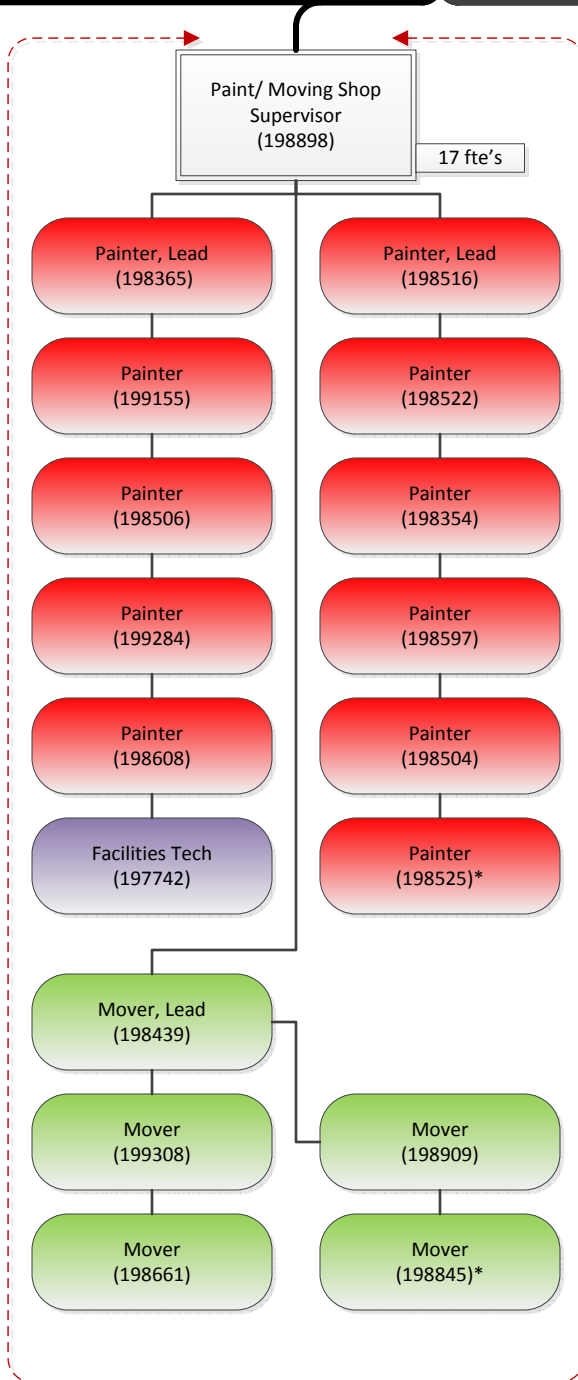 Paint/ Moving Shop
Supervisor
(198898)
17 fte's
Painter, Lead
(198365)
Painter
(199155)
Painter
(198506)
Painter
(199284)
Painter
(198608)
Facilities Tech
(197742)
Painter, Lead
(198516)
Painter
(198522)
Painter
(198354)
Painter
(198597)
Painter
(198504)
Painter
(198525)*
Mover, Lead
(198439)
Mover
(199308)
Mover
(198661)
Mover
(198909)
Mover
(198845)*